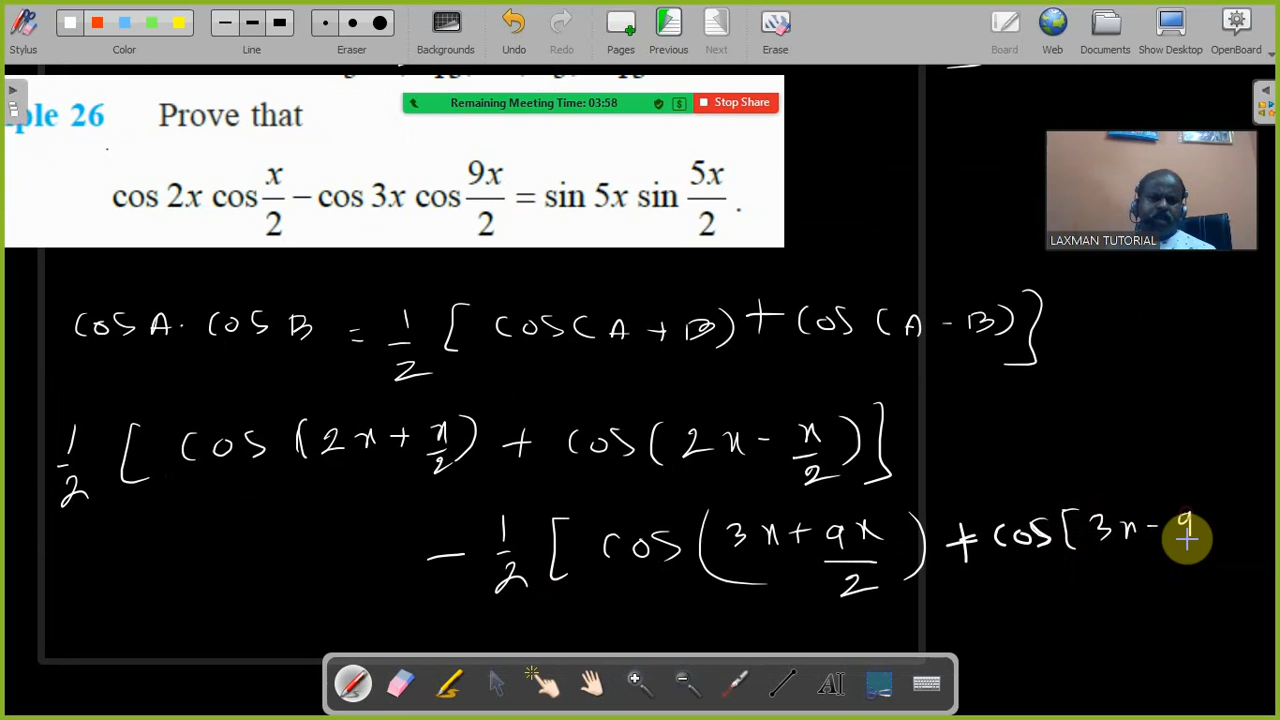 Stylus Color Line Eraser Backgrounds Undo Redo Pages Previous Next Erase Board Web Documents Show Desktop OpenBoard
Remaining Meeting Time: 03:58 Stop Share
ple 26 Prove that
cos 2x cos x/2 − cos 3x cos 9x/2 = sin 5x sin 5x/2 .
LAXMAN TUTORIAL
cos A . cos B = 1/2 [ cos( A + B) + cos ( A - B) ]
1/2 [ cos (2x + x/2) + cos (2x - x/2) ]
- 1/2 [ cos (3x + 9x/2) + cos [ 3x - 9
AI